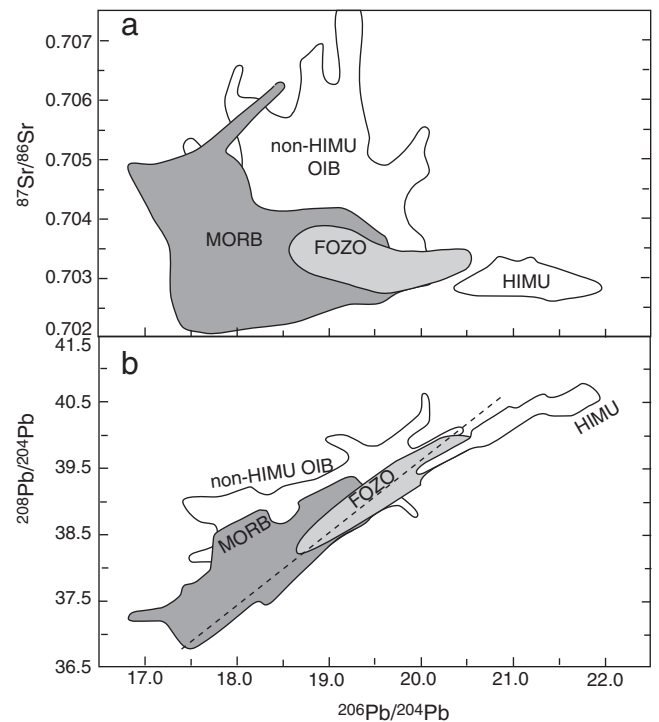 a
0.707
0.706
0.705
0.704
0.703
0.702
87Sr/86Sr
non-HIMU
OIB
MORB
FOZO
HIMU
b
41.5
40.5
39.5
38.5
37.5
36.5
208Pb/204Pb
non-HIMU OIB
MORB
FOZO
HIMU
17.0 18.0 19.0 20.0 21.0 22.0
206Pb/204Pb